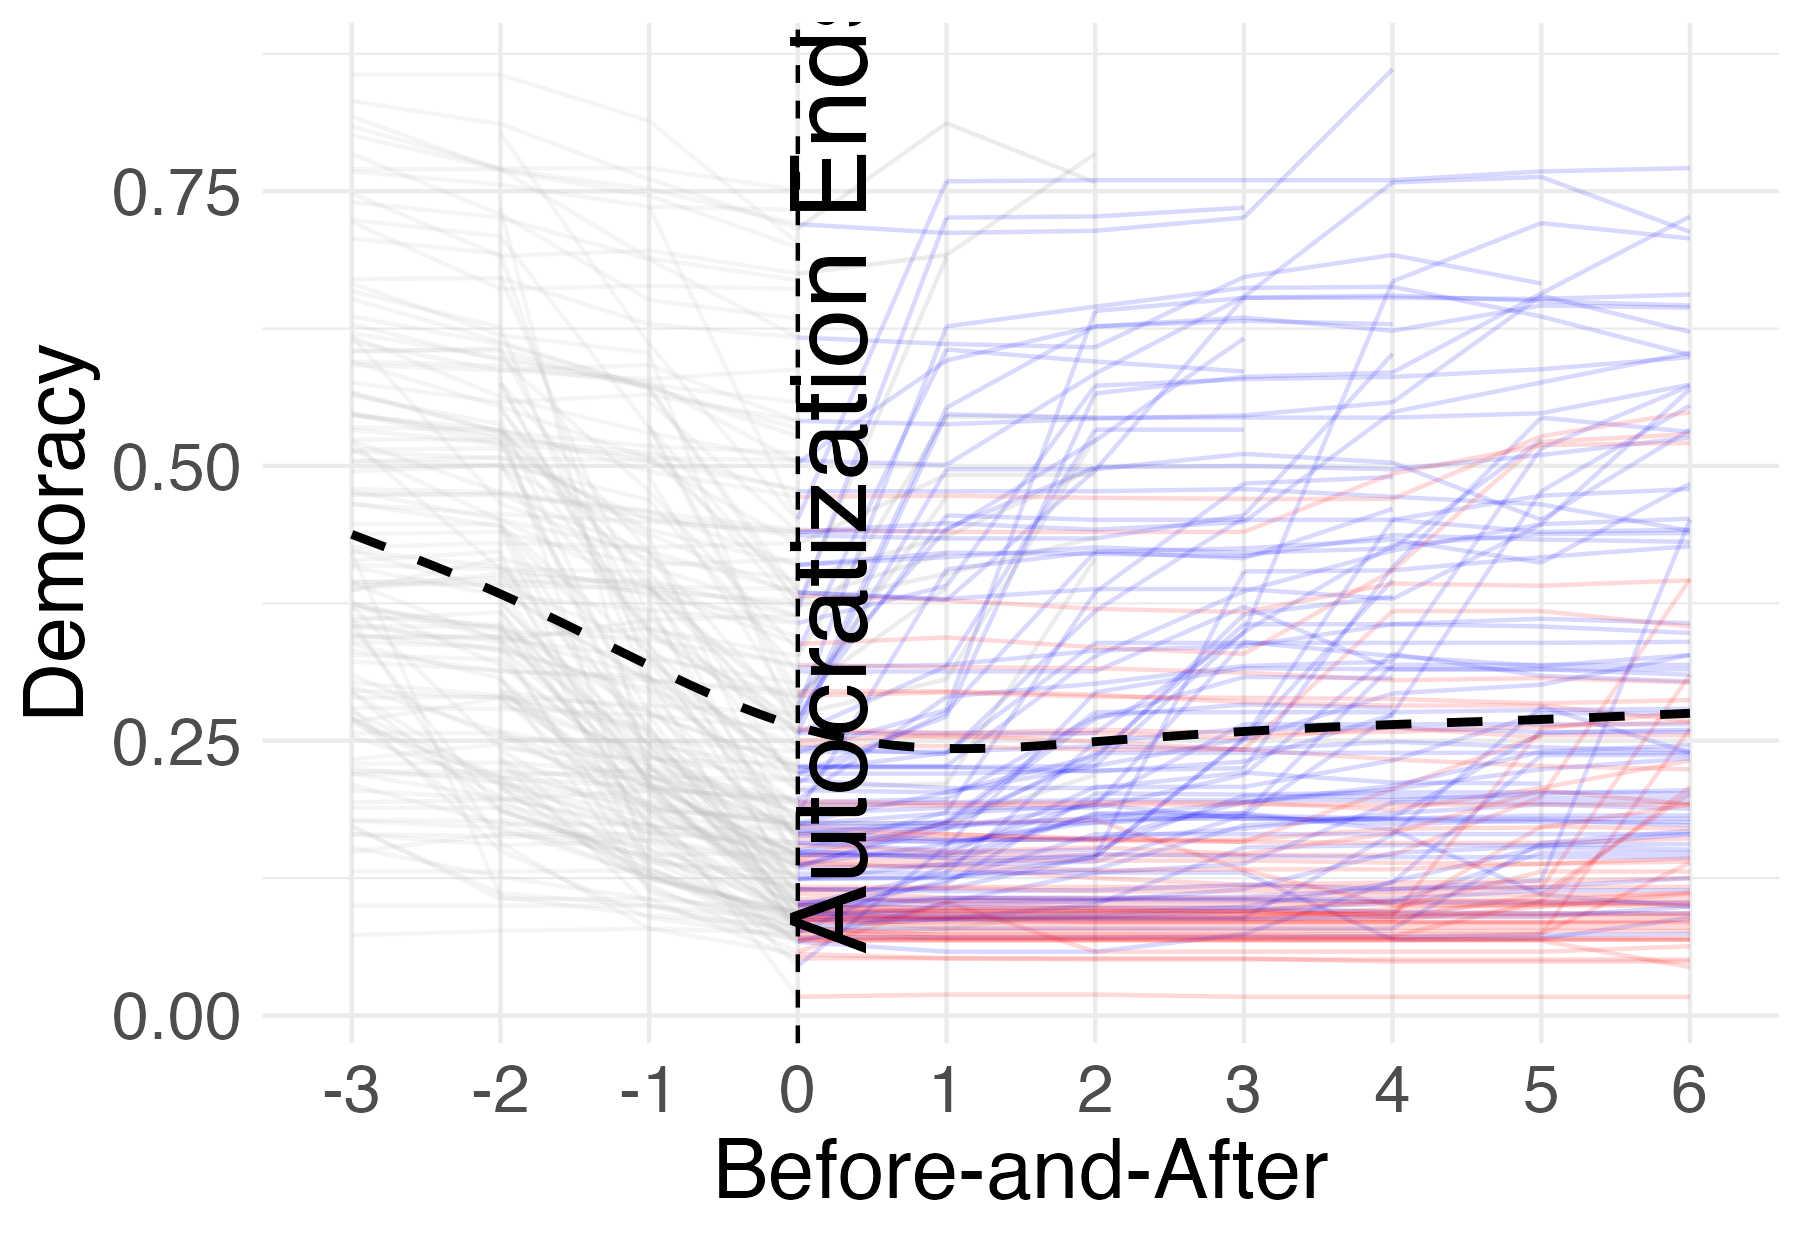 Autocratization Ends
Democracy
0.75
0.50
0.25
0.00
-3 -2 -1 0 1 2 3 4 5 6
Before-and-After